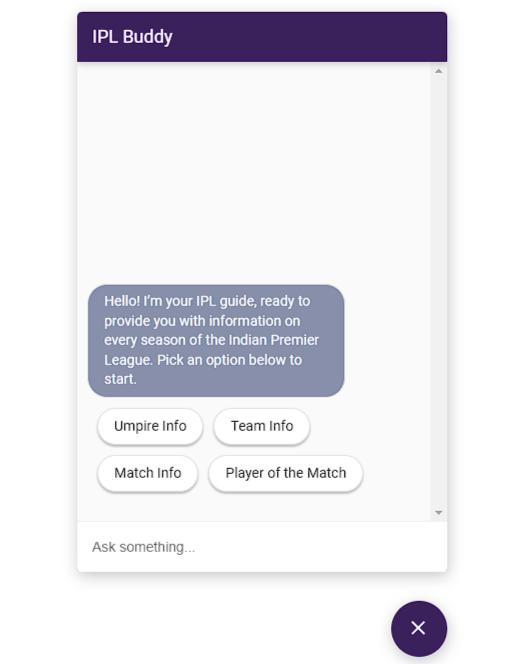 IPL Buddy
Hello! I'm your IPL guide, ready to
provide you with information on
every season of the Indian Premier
League. Pick an option below to
start.
Umpire Info
Team Info
Match Info
Player of the Match
Ask something...